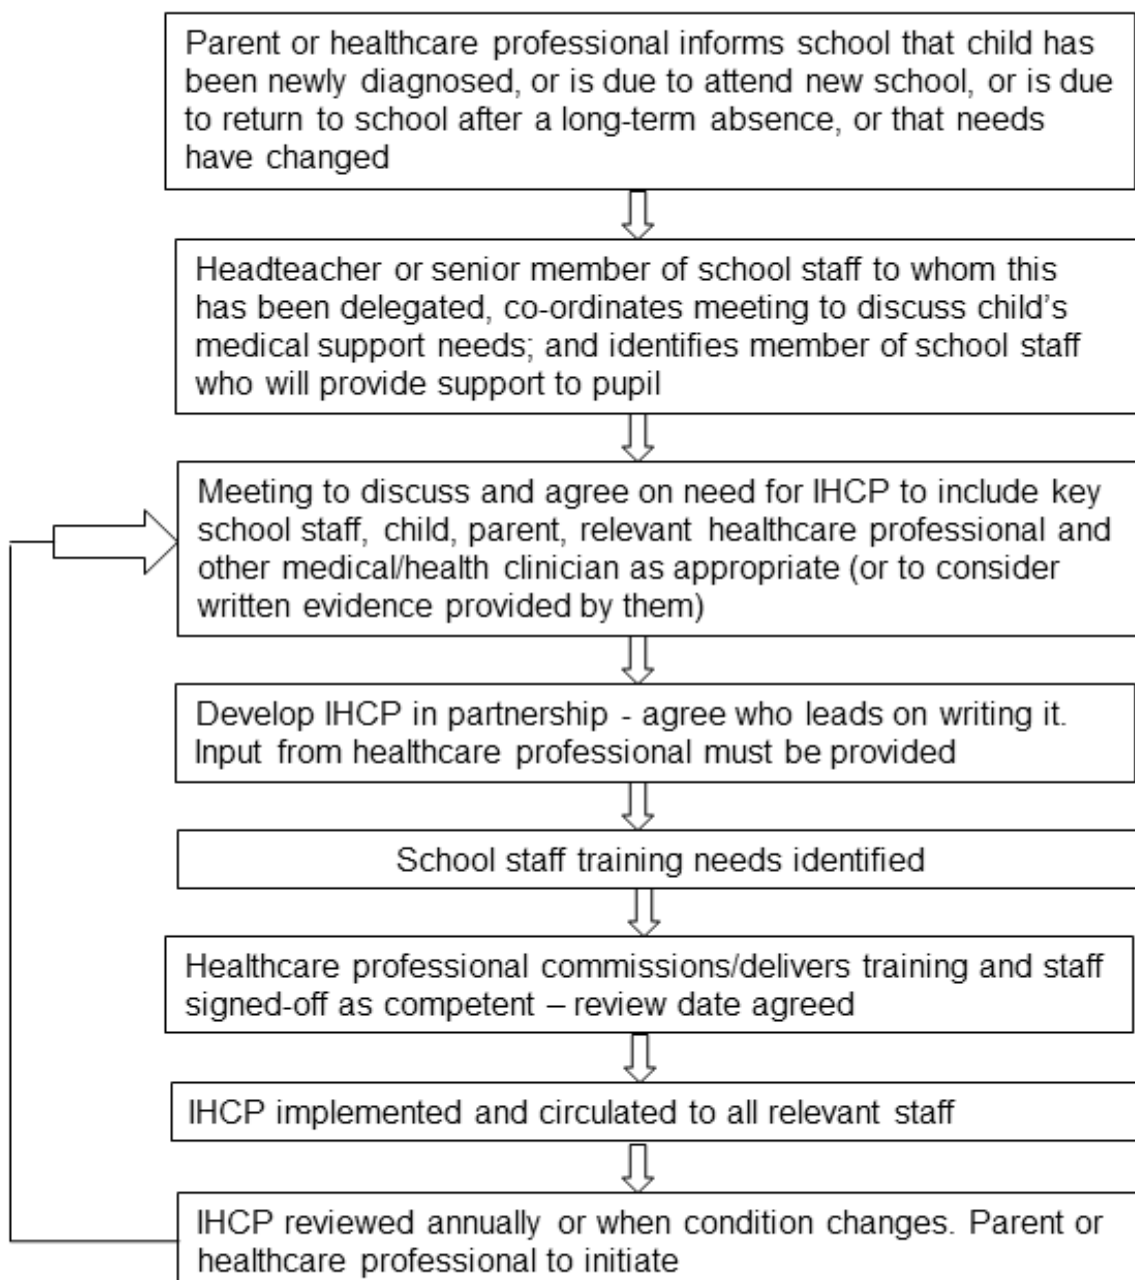 Parent or healthcare professional informs school that child has
been newly diagnosed, or is due to attend new school, or is due
to return to school after a long-term absence, or that needs
have changed
Headteacher or senior member of school staff to whom this
has been delegated, co-ordinates meeting to discuss child’s
medical support needs; and identifies member of school staff
who will provide support to pupil
Meeting to discuss and agree on need for IHCP to include key
school staff, child, parent, relevant healthcare professional and
other medical/health clinician as appropriate (or to consider
written evidence provided by them)
Develop IHCP in partnership - agree who leads on writing it.
Input from healthcare professional must be provided
School staff training needs identified
Healthcare professional commissions/delivers training and staff
signed-off as competent – review date agreed
IHCP implemented and circulated to all relevant staff
IHCP reviewed annually or when condition changes. Parent or
healthcare professional to initiate